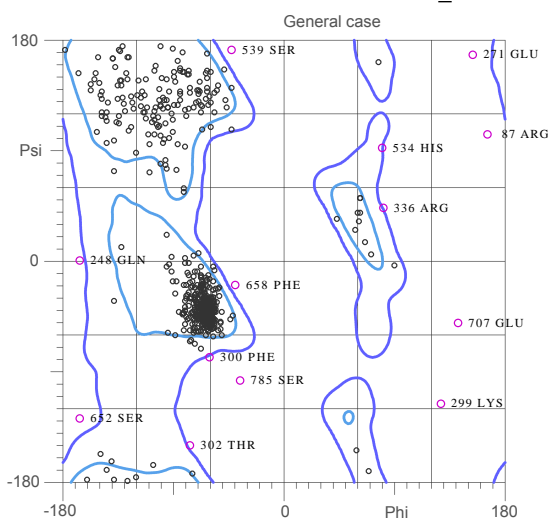 General case
180
539 SER
271 GLU
87 ARG
Psi
534 HIS
336 ARG
0
248 GLN
658 PHE
707 GLU
300 PHE
785 SER
299 LYS
652 SER
302 THR
-180
-180
0
Phi
180